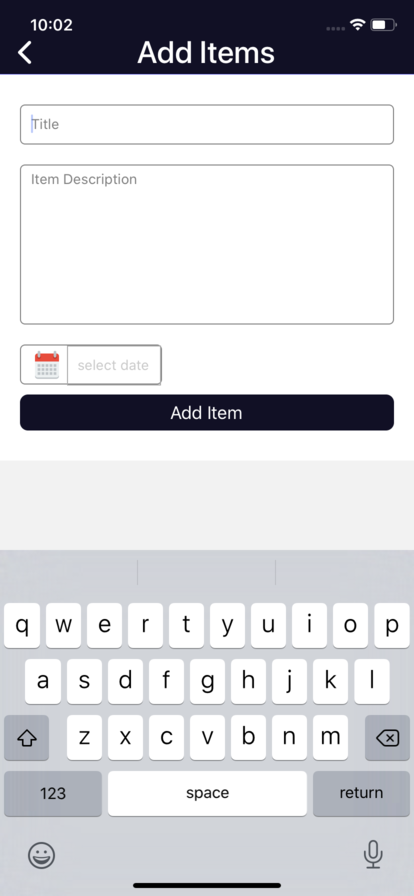 10:02
Add Items
Title
Item Description
select date
Add Item
q w e r t y u i o p
a s d f g h j k l
z x c v b n m
123 space return